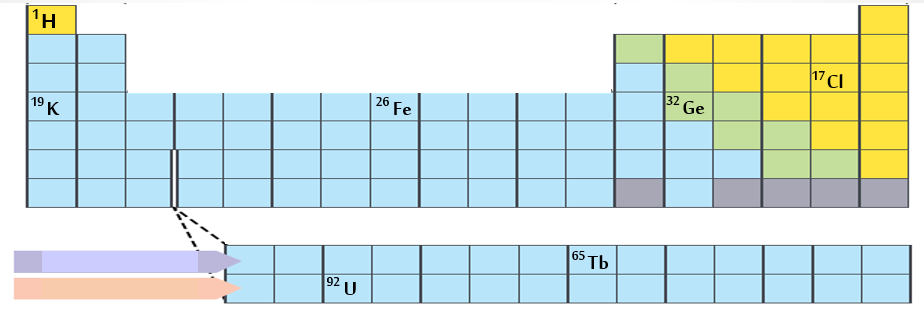 ¹H
¹⁷Cl
¹⁹K
²⁶Fe
³²Ge
⁶⁵Tb
⁹²U